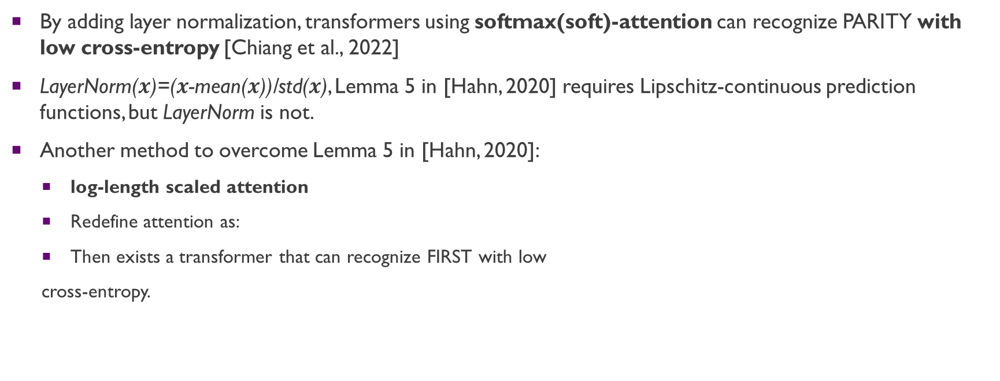 By adding layer normalization, transformers using softmax(soft)-attention can recognize PARITY with
low cross-entropy [Chiang et al., 2022]
LayerNorm(x)=(x-mean(x))/std(x), Lemma 5 in [Hahn, 2020] requires Lipschitz-continuous prediction
functions, but LayerNorm is not.
Another method to overcome Lemma 5 in [Hahn, 2020]:
log-length scaled attention
Redefine attention as:
Then exists a transformer that can recognize FIRST with low
cross-entropy.